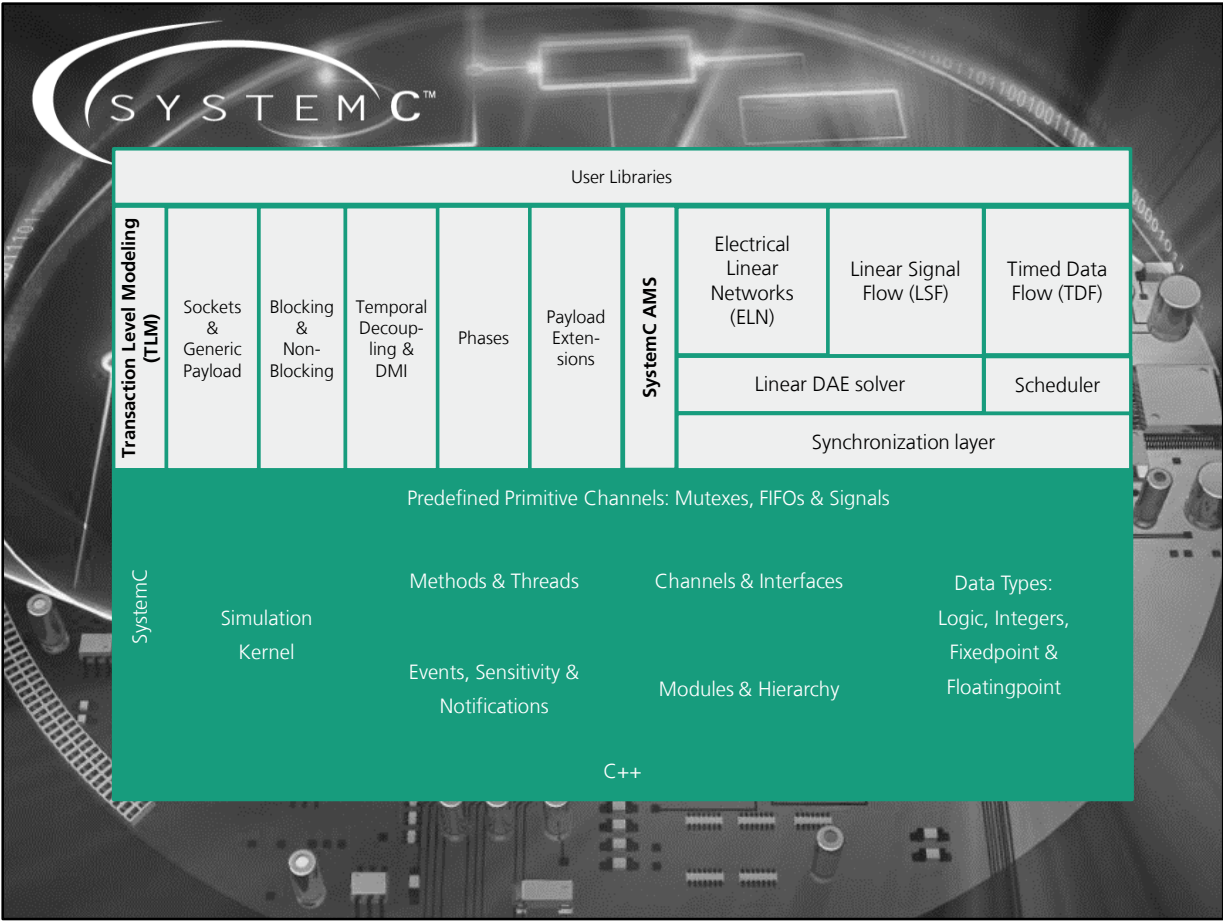 SYSTEMC™
User Libraries
Transaction Level Modeling
(TLM)
Sockets
&
Generic
Payload
Blocking
&
Non-
Blocking
Temporal
Decoup-
ling &
DMI
Phases
Payload
Exten-
sions
SystemC AMS
Electrical
Linear
Networks
(ELN)
Linear Signal
Flow (LSF)
Timed Data
Flow (TDF)
Linear DAE solver
Scheduler
Synchronization layer
Predefined Primitive Channels: Mutexes, FIFOs & Signals
SystemC
Simulation
Kernel
Methods & Threads
Events, Sensitivity &
Notifications
Channels & Interfaces
Modules & Hierarchy
Data Types:
Logic, Integers,
Fixedpoint &
Floatingpoint
C++